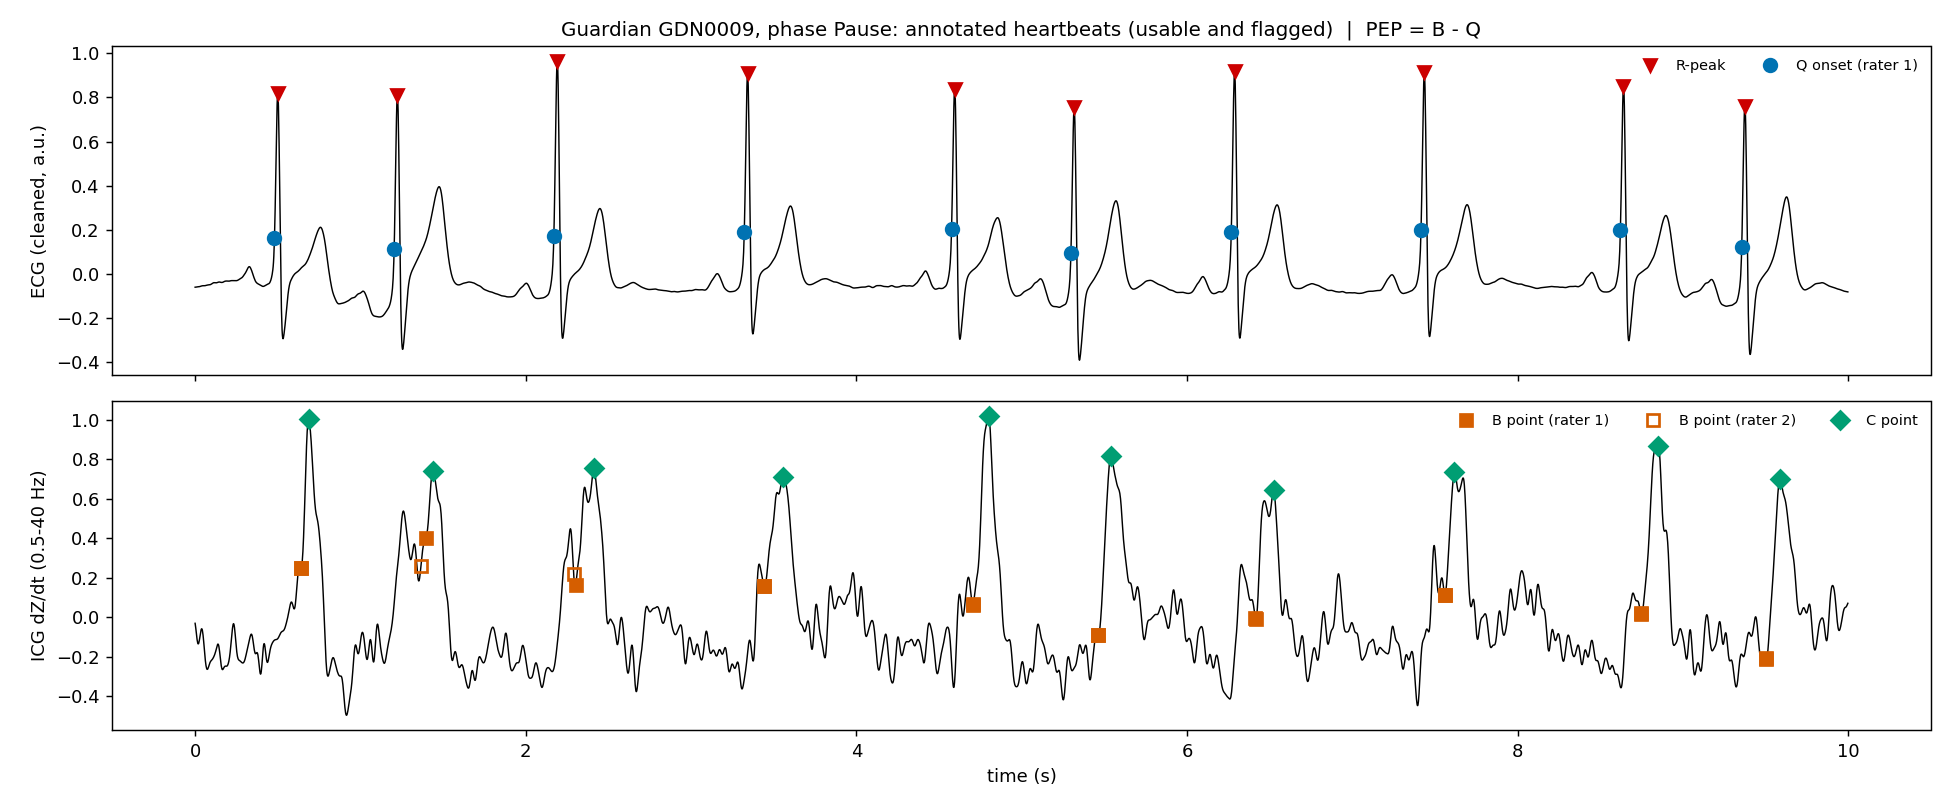 Guardian GDN0009, phase Pause: annotated heartbeats (usable and flagged)  |  PEP = B - Q
R-peak
Q onset (rater 1)
ECG (cleaned, a.u.)
1.0
0.8
0.6
0.4
0.2
0.0
−0.2
−0.4
B point (rater 1)
B point (rater 2)
C point
ICG dZ/dt (0.5-40 Hz)
1.0
0.8
0.6
0.4
0.2
0.0
−0.2
−0.4
0
2
4
6
8
10
time (s)